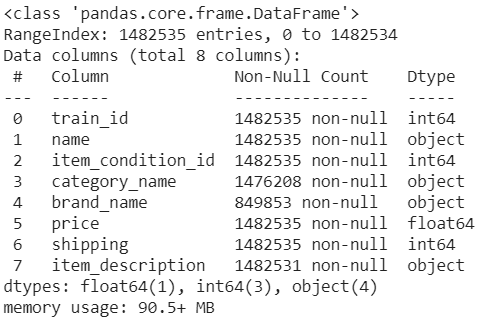 <class 'pandas.core.frame.DataFrame'>
RangeIndex: 1482535 entries, 0 to 1482534
Data columns (total 8 columns):
 #   Column             Non-Null Count    Dtype
---  ------             --------------    -----
 0   train_id           1482535 non-null  int64
 1   name               1482535 non-null  object
 2   item_condition_id  1482535 non-null  int64
 3   category_name      1476208 non-null  object
 4   brand_name         849853 non-null   object
 5   price              1482535 non-null  float64
 6   shipping           1482535 non-null  int64
 7   item_description   1482531 non-null  object
dtypes: float64(1), int64(3), object(4)
memory usage: 90.5+ MB